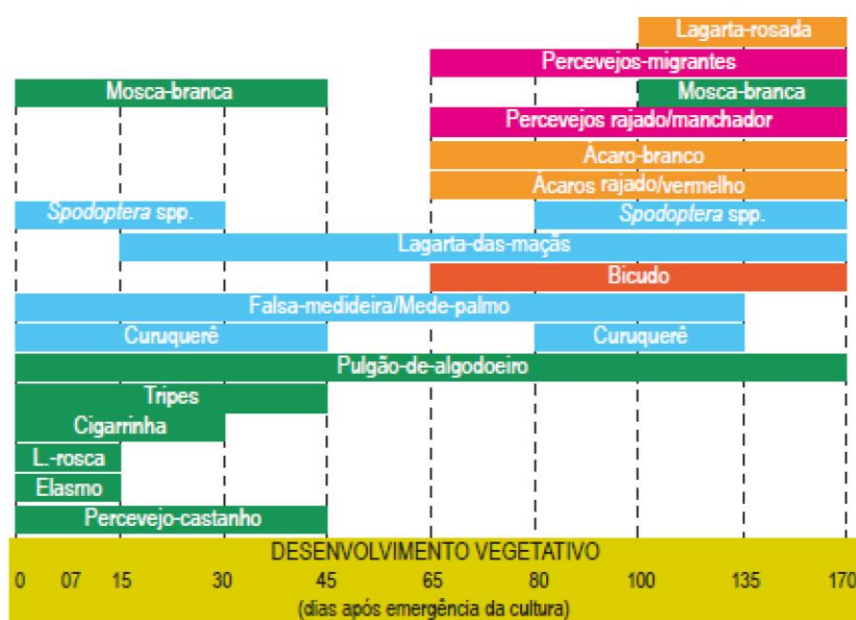 Lagarta-rosada
Percevejos-migrantes
Mosca-branca
Mosca-branca
Percevejos rajado/manchador
Ácaro-branco
Ácaros rajado/vermelho
Spodoptera spp.
Spodoptera spp.
Lagarta-das-maçãs
Bicudo
Falsa-medideira/Mede-palmo
Curuquerê
Curuquerê
Pulgão-de-algodoeiro
Tripes
Cigarrinha
L.-rosca
Elasmo
Percevejo-castanho
DESENVOLVIMENTO VEGETATIVO
0 07 15 30 45 65 80 100 135 170
(dias após emergência da cultura)